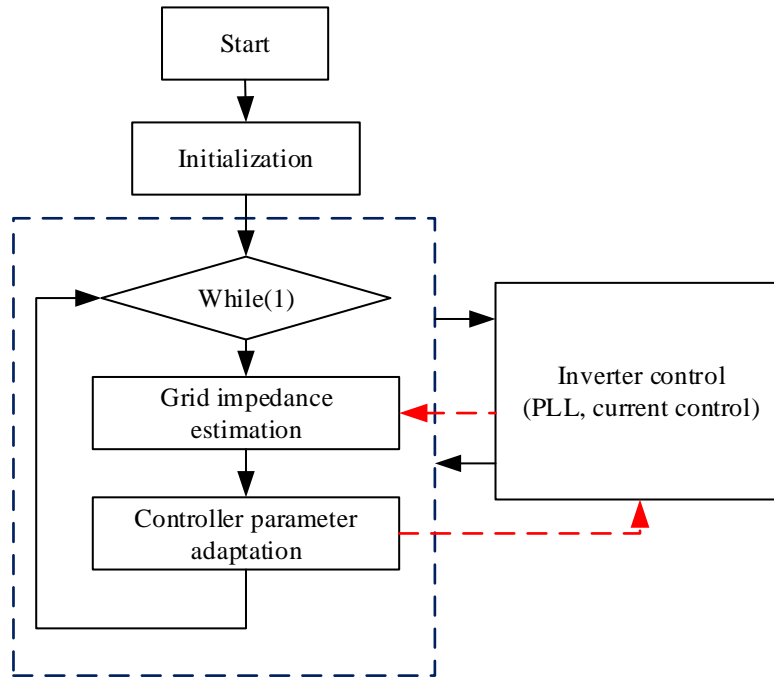 Start
Initialization
While(1)
Grid impedance
estimation
Controller parameter
adaptation
Inverter control
(PLL, current control)